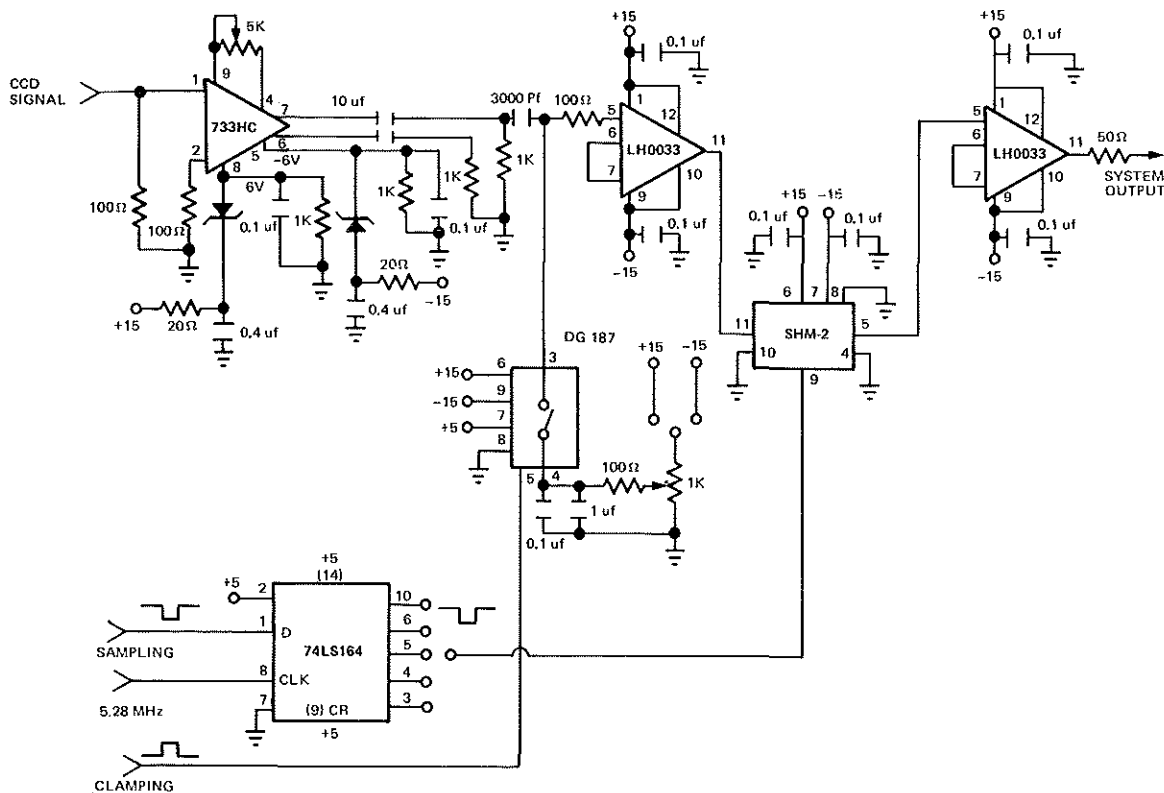 +15
0.1 uf
+15
0.1 uf
5K
9
CCD
SIGNAL
1
4
7
733HC
10 uf
3000 Pf
100Ω
5
1
12
6
LH0033
11
7
10
9
5
1
12
6
LH0033
11
50Ω
7
10
9
SYSTEM
OUTPUT
2
8
5
6
-6V
6V
1K
100Ω
100Ω
0.1 uf
1K
1K
1K
0.1 uf
0.1 uf
-15
0.1 uf
-15
+15
20Ω
0.4 uf
20Ω
-15
0.4 uf
+15
-15
0.1 uf
0.1 uf
6
7
8
11
SHM-2
5
10
4
9
DG 187
3
+15
6
-15
9
+5
7
8
5
4
+15
-15
100Ω
1K
1 uf
0.1 uf
+5
(14)
+5
2
10
SAMPLING
1
D
6
74LS164
5
5.28 MHz
8
CLK
4
7
(9) CR
3
+5
CLAMPING